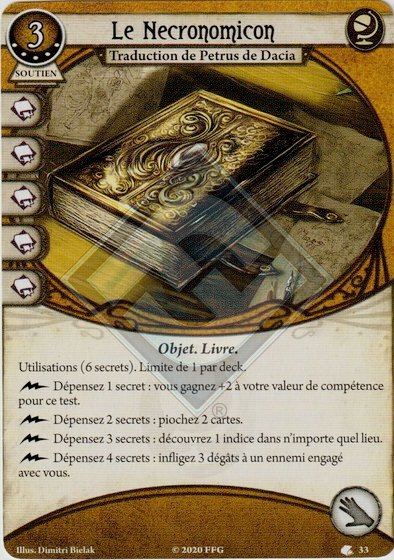 3
SOUTIEN
Le Necronomicon
Traduction de Petrus de Dacia
Objet. Livre.
Utilisations (6 secrets). Limite de 1 par deck.
Dépensez 1 secret : vous gagnez +2 à votre valeur de compétence
pour ce test.
Dépensez 2 secrets : piochez 2 cartes.
Dépensez 3 secrets : découvrez 1 indice dans n'importe quel lieu.
Dépensez 4 secrets : infligez 3 dégâts à un ennemi engagé
avec vous.
®
Illus. Dimitri Bielak
© 2020 FFG
33